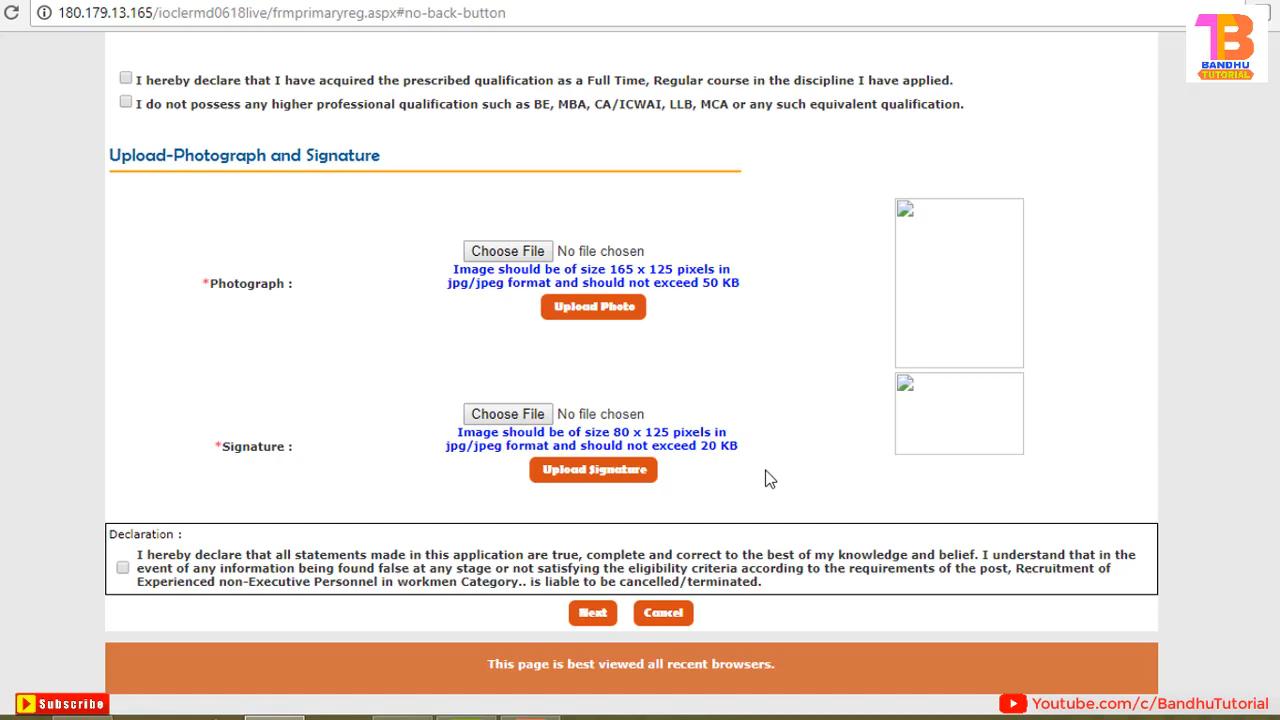 180.179.13.165/ioclermd0618live/frmprimaryreg.aspx#no-back-button
TB
BANDHU
TUTORIAL
I hereby declare that I have acquired the prescribed qualification as a Full Time, Regular course in the discipline I have applied.
I do not possess any higher professional qualification such as BE, MBA, CA/ICWAI, LLB, MCA or any such equivalent qualification.
Upload-Photograph and Signature
*Photograph :
Choose File No file chosen
Image should be of size 165 x 125 pixels in
jpg/jpeg format and should not exceed 50 KB
Upload Photo
*Signature :
Choose File No file chosen
Image should be of size 80 x 125 pixels in
jpg/jpeg format and should not exceed 20 KB
Upload Signature
Declaration :
I hereby declare that all statements made in this application are true, complete and correct to the best of my knowledge and belief. I understand that in the
event of any information being found false at any stage or not satisfying the eligibility criteria according to the requirements of the post, Recruitment of
Experienced non-Executive Personnel in workmen Category.. is liable to be cancelled/terminated.
Next Cancel
This page is best viewed all recent browsers.
Subscribe
Youtube.com/c/BandhuTutorial